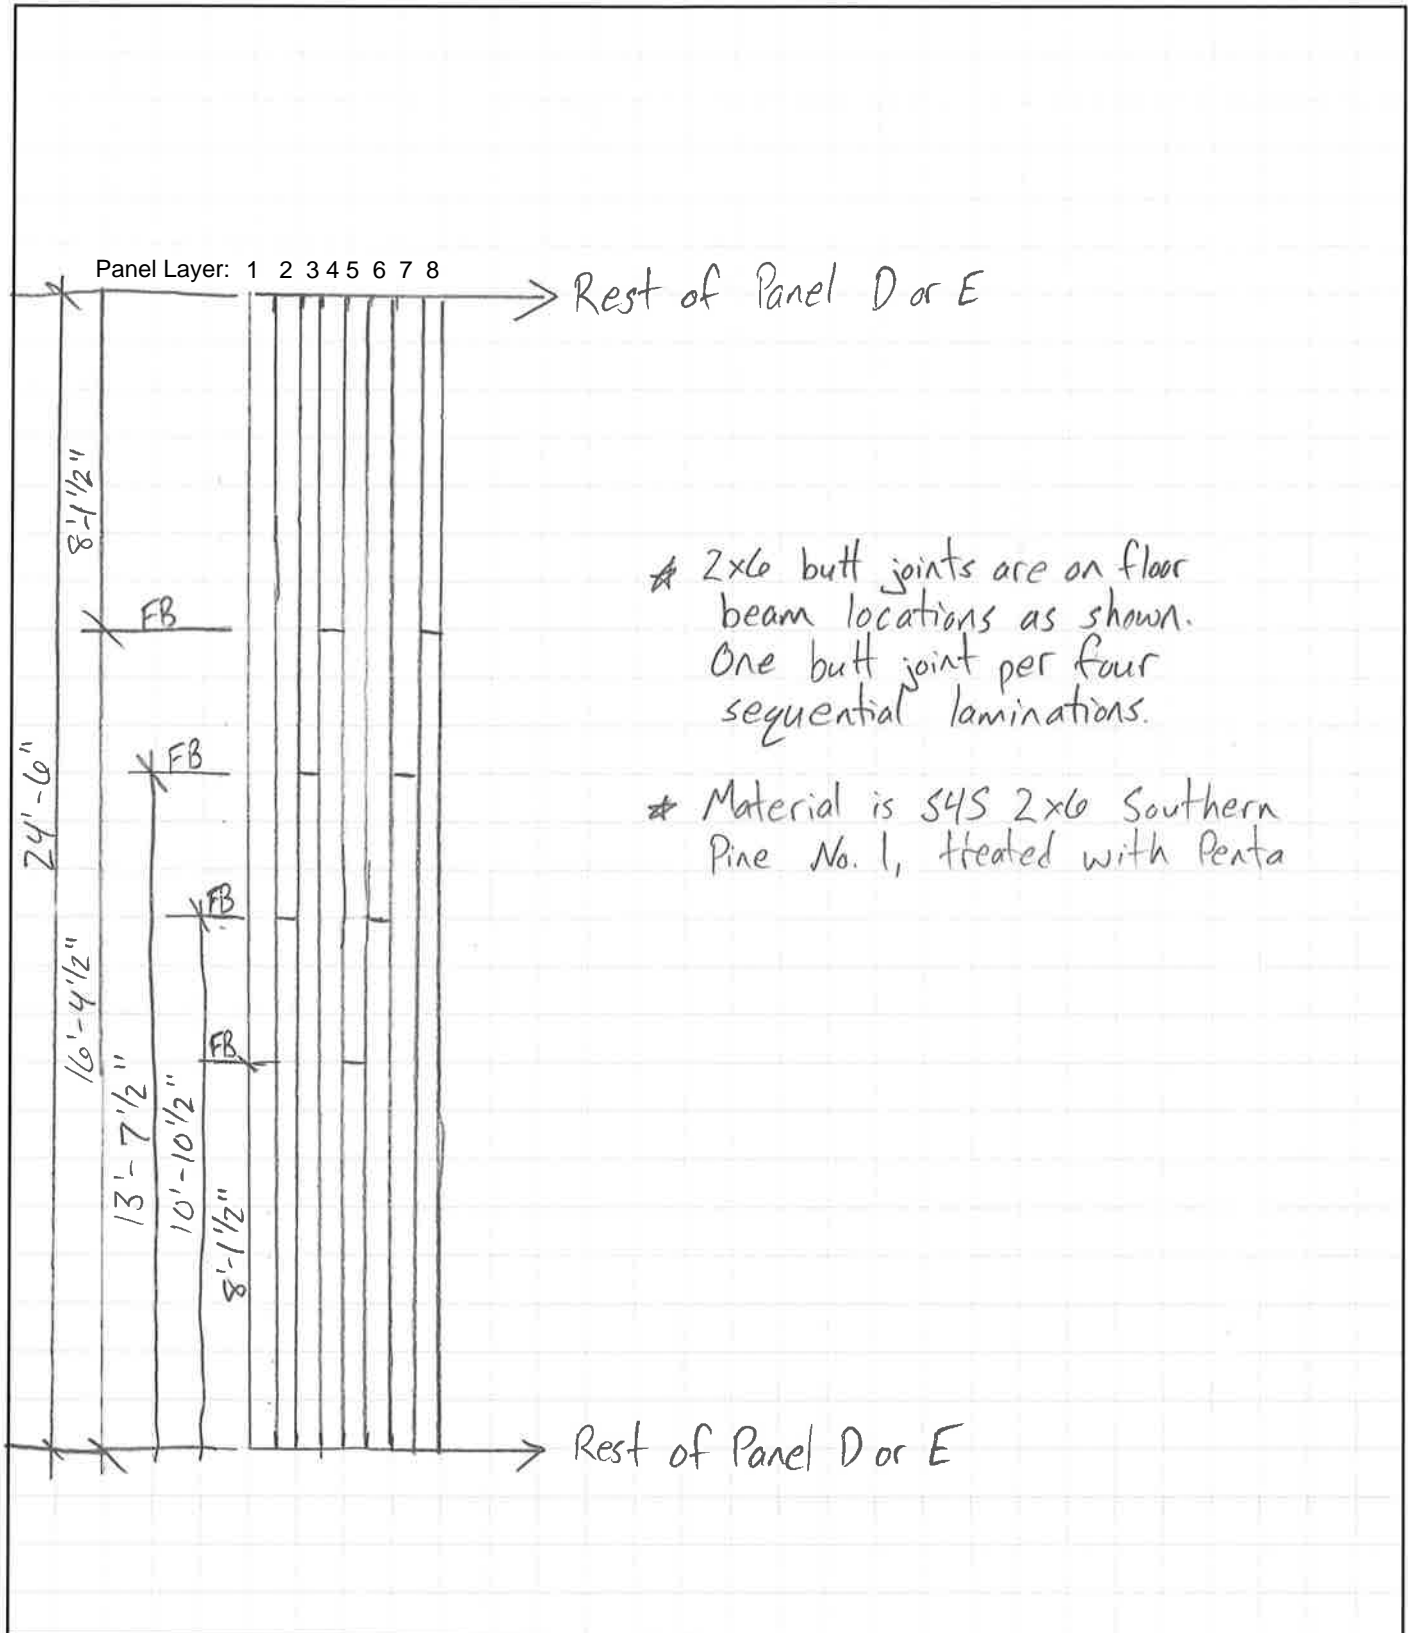 Panel Layer: 1 2 3 4 5 6 7 8
Rest of Panel D or E
8'-1 1/2"
* 2x6 butt joints are on floor
beam locations as shown.
One butt joint per four
sequential laminations.
FB
FB
24'-6"
* Material is S4S 2x6 Southern
Pine No. 1, treated with Penta
FB
16'-4 1/2"
FB
13'-7 1/2"
10'-10 1/2"
8'-1 1/2"
Rest of Panel D or E